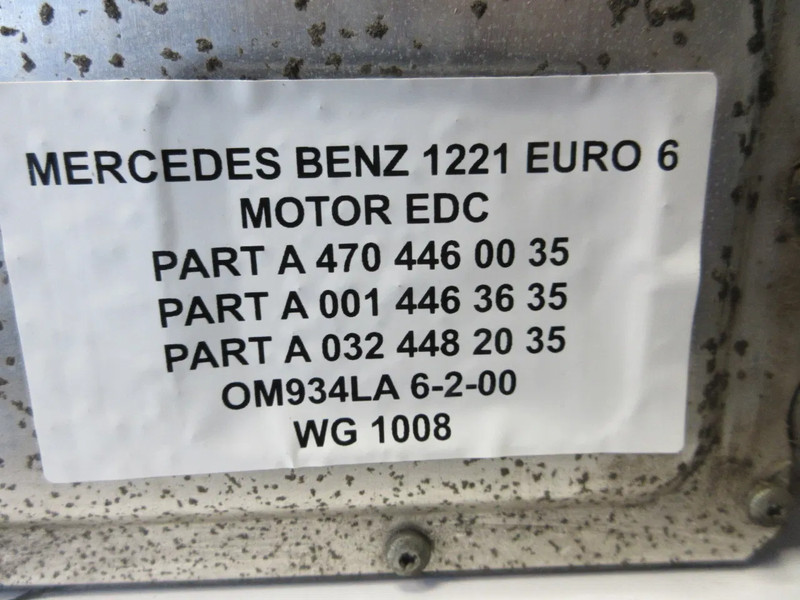 MERCEDES BENZ 1221 EURO 6
MOTOR EDC
PART A 470 446 00 35
PART A 001 446 36 35
PART A 032 448 20 35
OM934LA 6-2-00
WG 1008